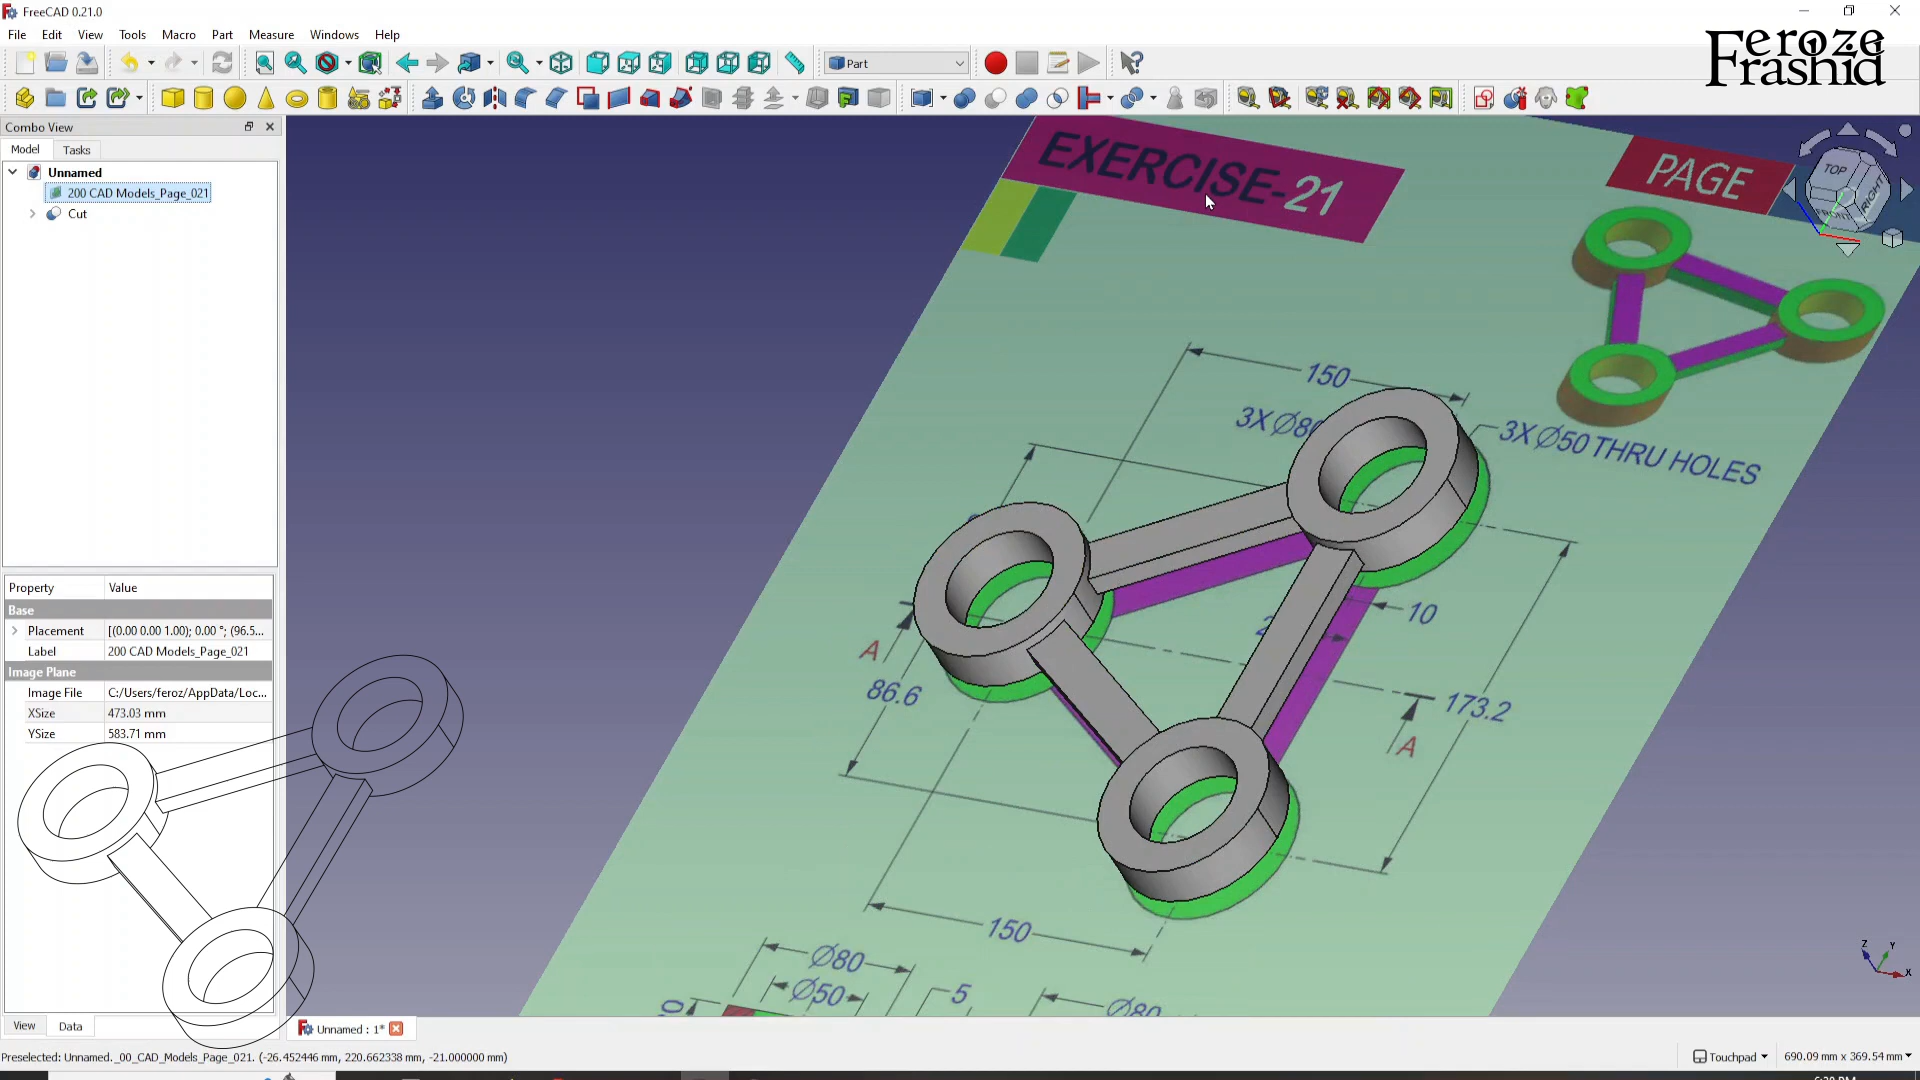 FreeCAD 0.21.0
File Edit View Tools Macro Part Measure Windows Help
Feroze
Frashid
Part
Combo View
Model Tasks
Unnamed
200 CAD Models_Page_021
Cut
Property Value
Base
Placement [(0.00 0.00 1.00); 0.00 °; (96.5...
Label 200 CAD Models_Page_021
Image Plane
Image File C:/Users/feroz/AppData/Loc...
XSize 473.03 mm
YSize 583.71 mm
View Data
EXERCISE-21
PAGE
TOP
FRONT
RIGHT
150
3XØ80
3XØ50 THRU HOLES
10
A
86.6
173.2
A
150
Ø80
Ø50
5
Ø80
Z
Y
X
Unnamed : 1*
Preselected: Unnamed._00_CAD_Models_Page_021. (-26.452446 mm, 220.662338 mm, -21.000000 mm)
Touchpad 690.09 mm x 369.54 mm